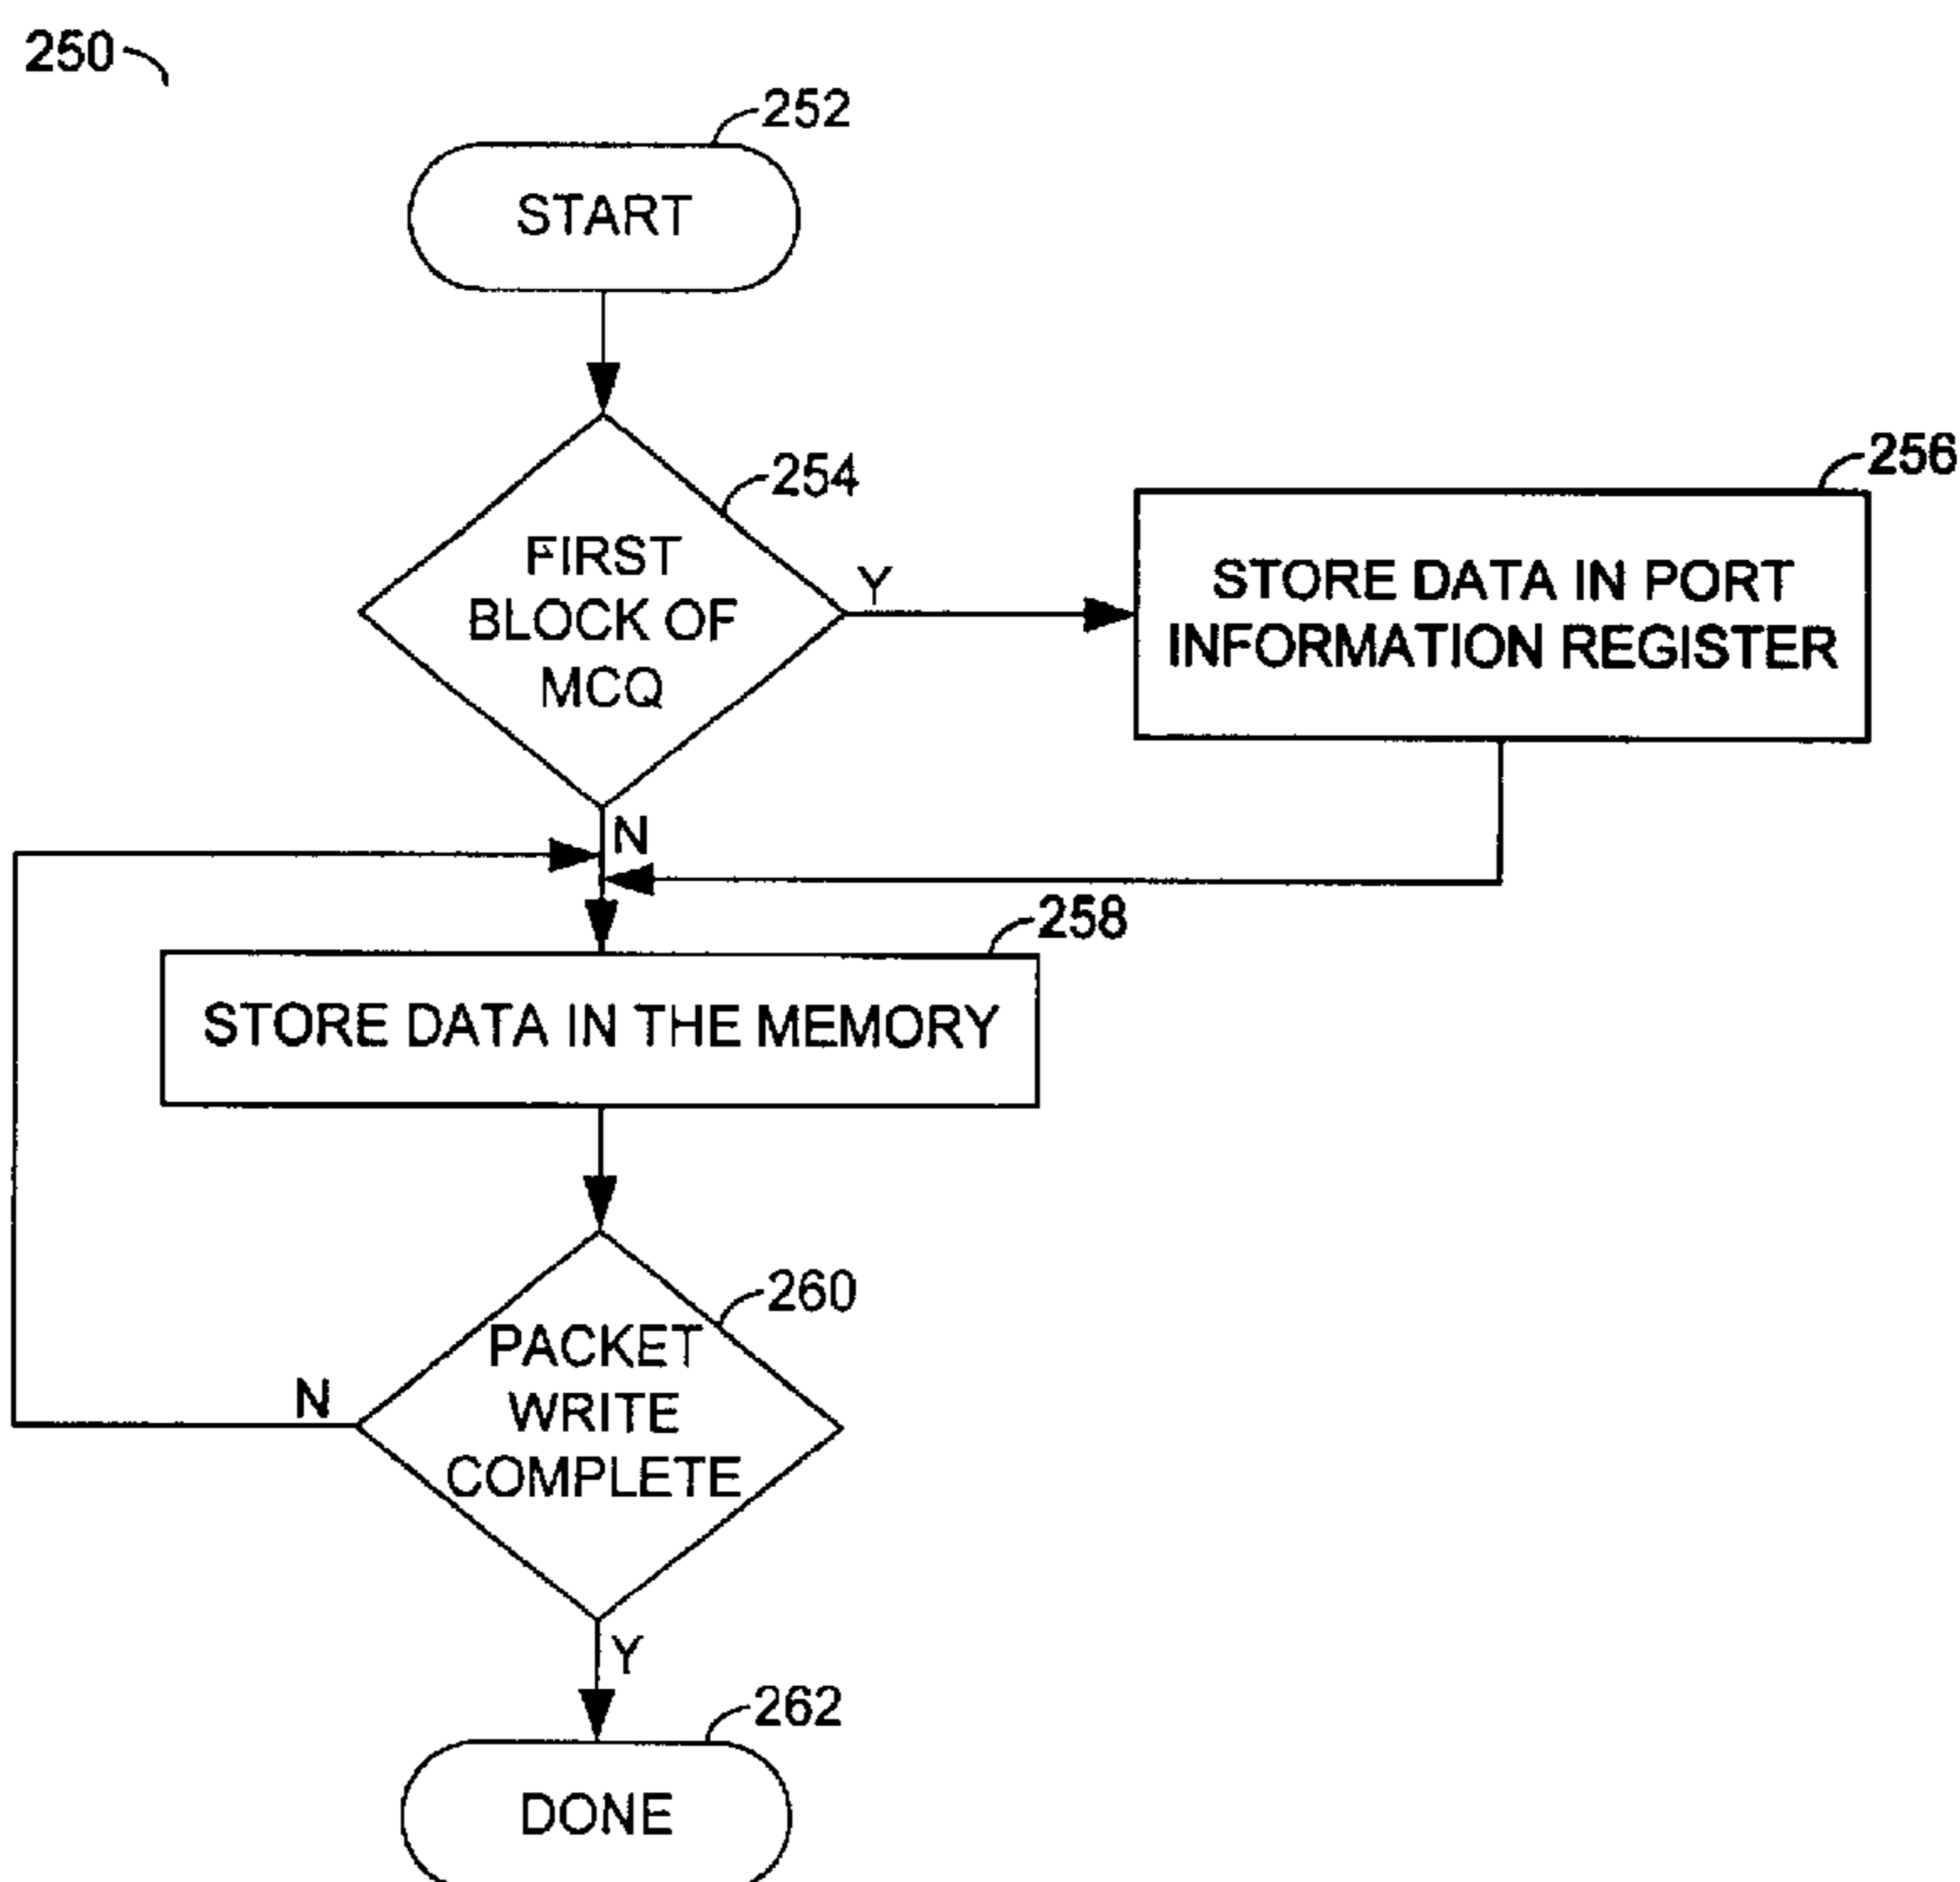 250
252
START
254
FIRST
BLOCK OF
MCQ
Y
256
STORE DATA IN PORT
INFORMATION REGISTER
N
258
STORE DATA IN THE MEMORY
260
PACKET
WRITE
COMPLETE
N
Y
262
DONE